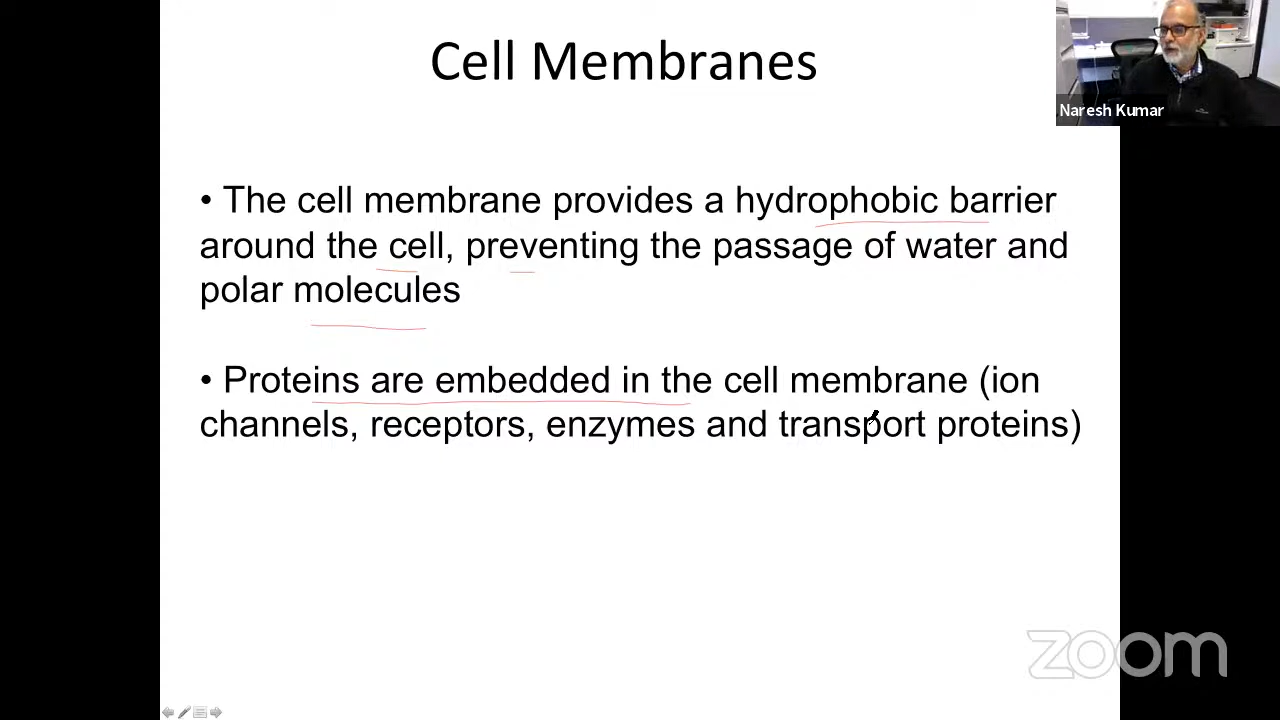 Cell Membranes
Naresh Kumar
• The cell membrane provides a hydrophobic barrier
around the cell, preventing the passage of water and
polar molecules
• Proteins are embedded in the cell membrane (ion
channels, receptors, enzymes and transport proteins)
zoom